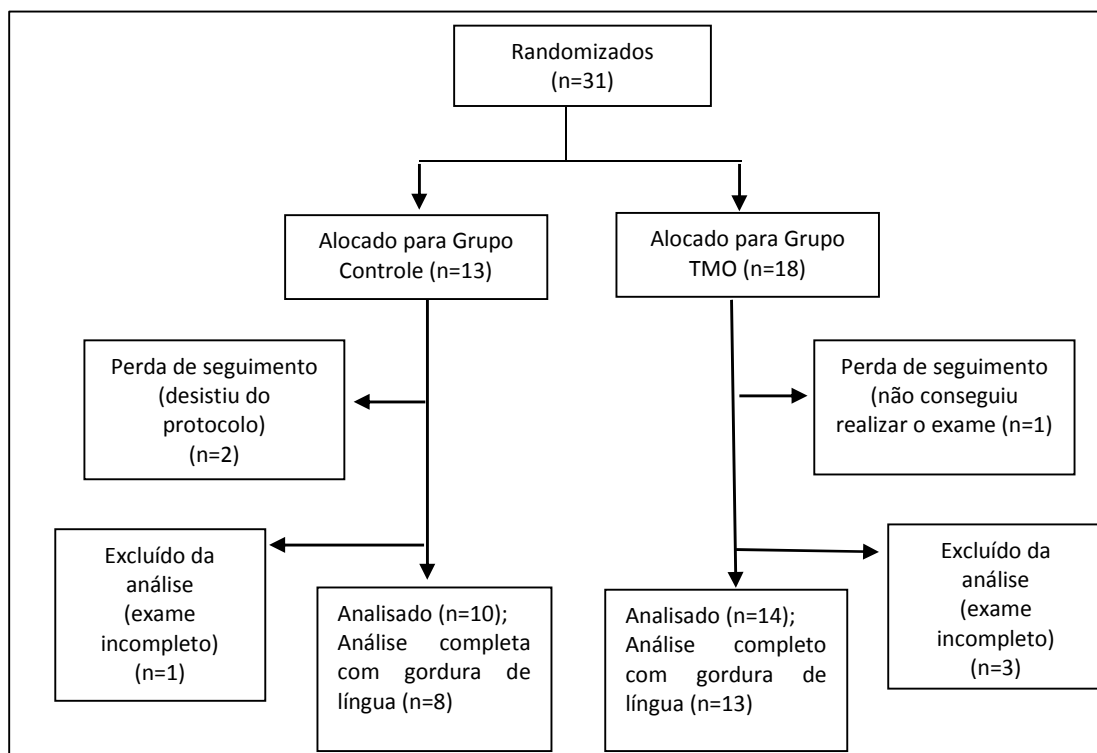 Randomizados
(n=31)
Alocado para Grupo
Controle (n=13)
Alocado para Grupo
TMO (n=18)
Perda de seguimento
(desistiu do
protocolo)
(n=2)
Perda de seguimento
(não conseguiu
realizar o exame (n=1)
Excluído da
análise
(exame
incompleto)
(n=1)
Analisado (n=10);
Análise completa
com gordura de
língua (n=8)
Analisado (n=14);
Análise completo
com gordura de
língua (n=13)
Excluído da
análise
(exame
incompleto)
(n=3)